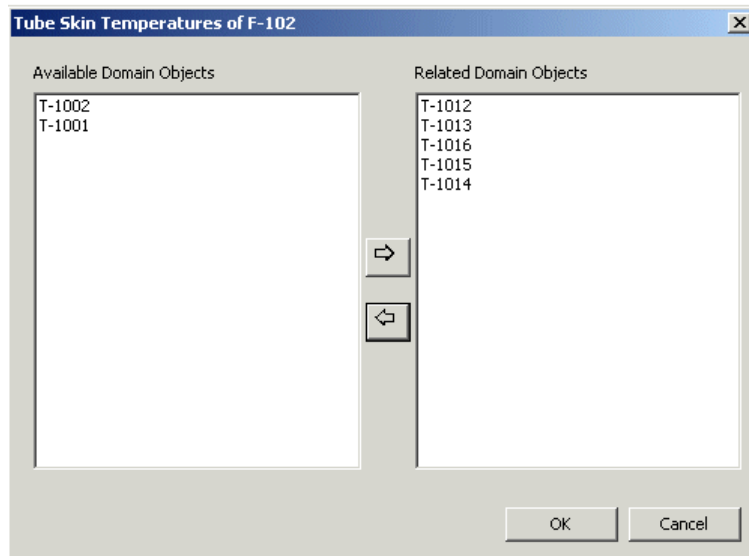 Tube Skin Temperatures of F-102
Available Domain Objects
T-1002
T-1001
Related Domain Objects
T-1012
T-1013
T-1016
T-1015
T-1014
OK
Cancel